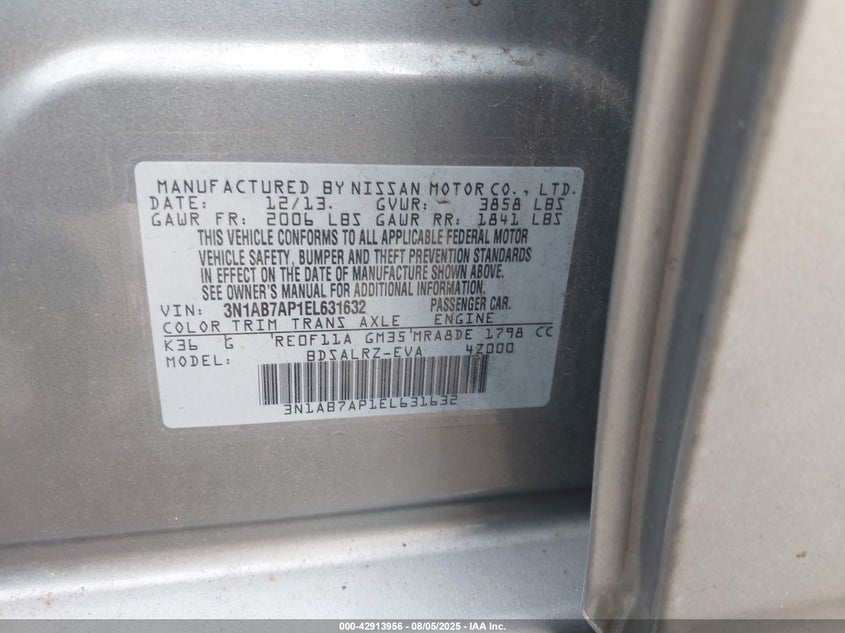 MANUFACTURED BY NISSAN MOTOR CO., LTD.
DATE: 12/13. GVWR: 3858 LBS
GAWR FR: 2006 LBS GAWR RR: 1841 LBS
THIS VEHICLE CONFORMS TO ALL APPLICABLE FEDERAL MOTOR
VEHICLE SAFETY, BUMPER AND THEFT PREVENTION STANDARDS
IN EFFECT ON THE DATE OF MANUFACTURE SHOWN ABOVE.
SEE OWNER'S MANUAL FOR ADDITIONAL INFORMATION.
VIN: 3N1AB7AP1EL631632 PASSENGER CAR.
COLOR TRIM TRANS AXLE ENGINE
K36 G RE0F11A GM35 MRA8DE 1798 CC
MODEL: BDSALRZ-EVA 4Z000
3N1AB7AP1EL631632
000-42913956 - 08/05/2025 - IAA Inc.